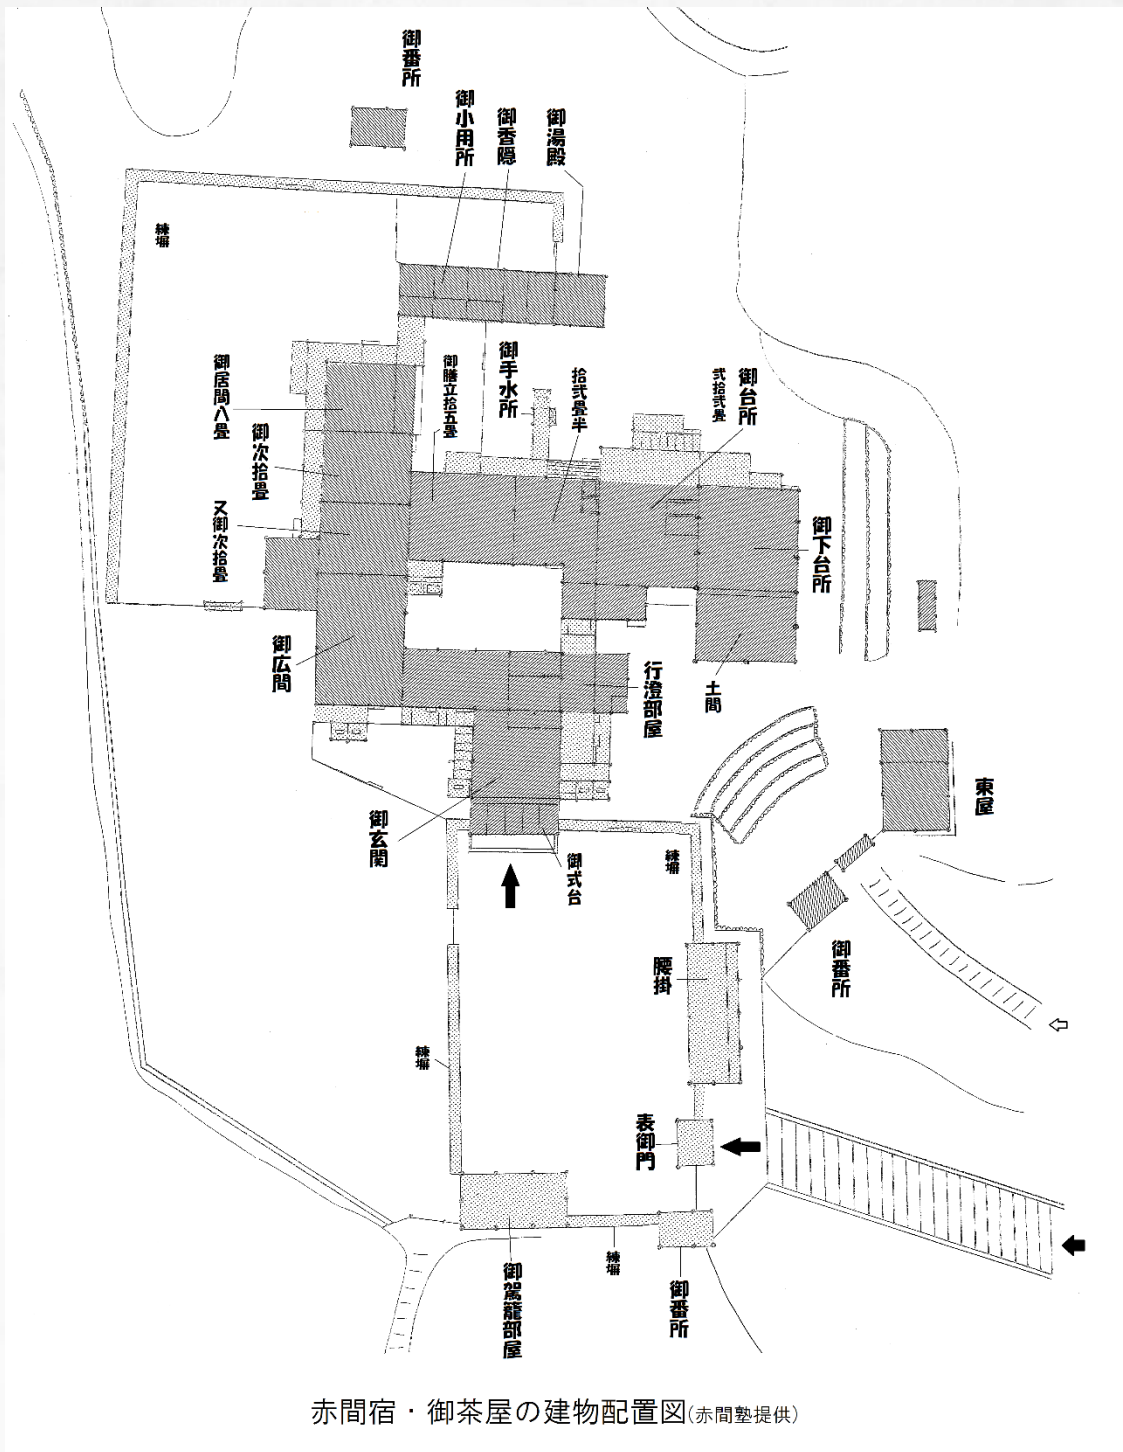 御番所
御小用所
御香隠
御湯殿
練塀
御居間八畳
御次拾畳
又御次拾畳
御膳立拾五畳
御手水所
拾弐畳半
御台所
弐拾弐畳
御下台所
御広間
行澄部屋
土間
東屋
御玄関
御式台
練塀
御番所
腰掛
練塀
表御門
練塀
御番所
御駕籠部屋
赤間宿・御茶屋の建物配置図(赤間塾提供)